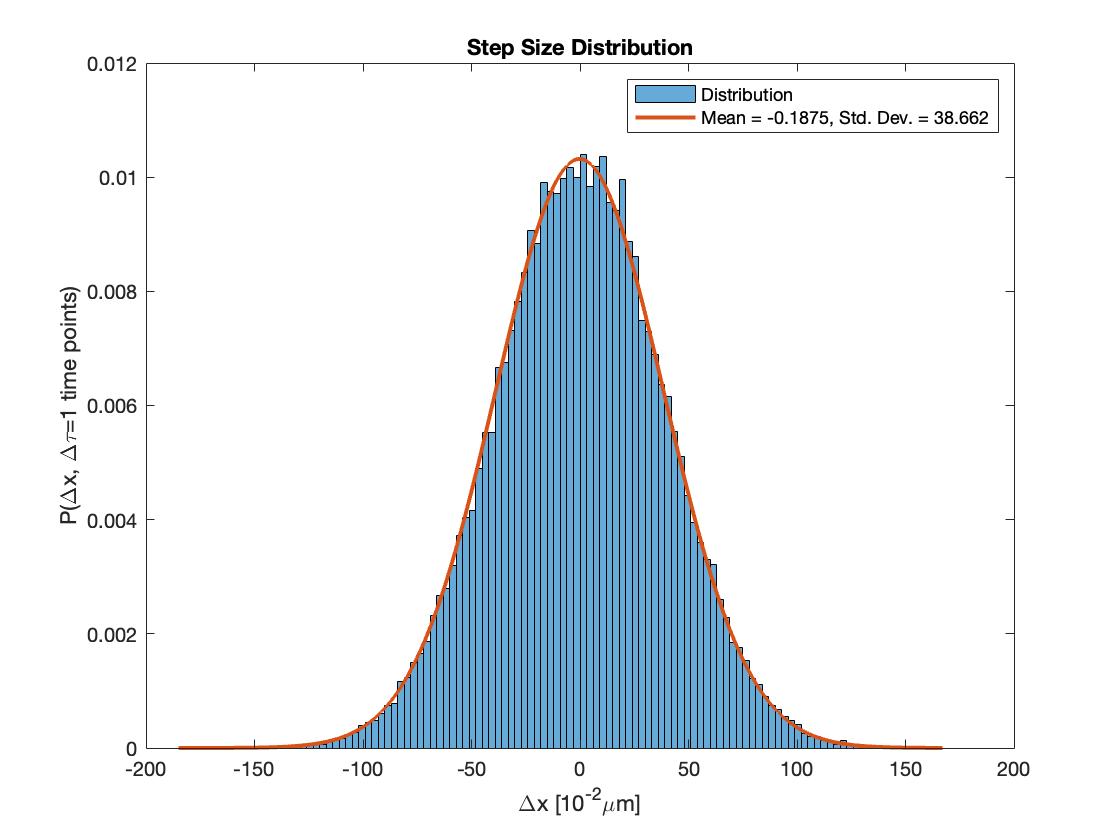 Step Size Distribution
Distribution
Mean = -0.1875, Std. Dev. = 38.662
0.012
0.01
0.008
0.006
0.004
0.002
0
P(Δx, Δτ=1 time points)
-200 -150 -100 -50 0 50 100 150 200
Δx [10⁻²μm]